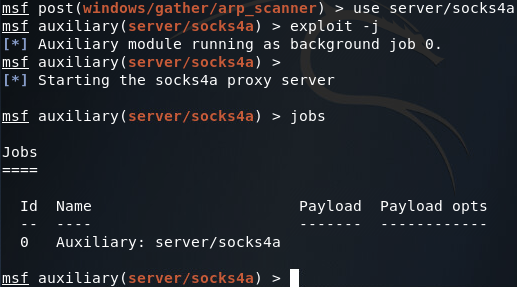 msf post(windows/gather/arp_scanner) > use server/socks4a
msf auxiliary(server/socks4a) > exploit -j
[*] Auxiliary module running as background job 0.
msf auxiliary(server/socks4a) >
[*] Starting the socks4a proxy server
msf auxiliary(server/socks4a) > jobs
Jobs
====
Id  Name                        Payload  Payload opts
--  ----                        -------  ------------
0   Auxiliary: server/socks4a
msf auxiliary(server/socks4a) >